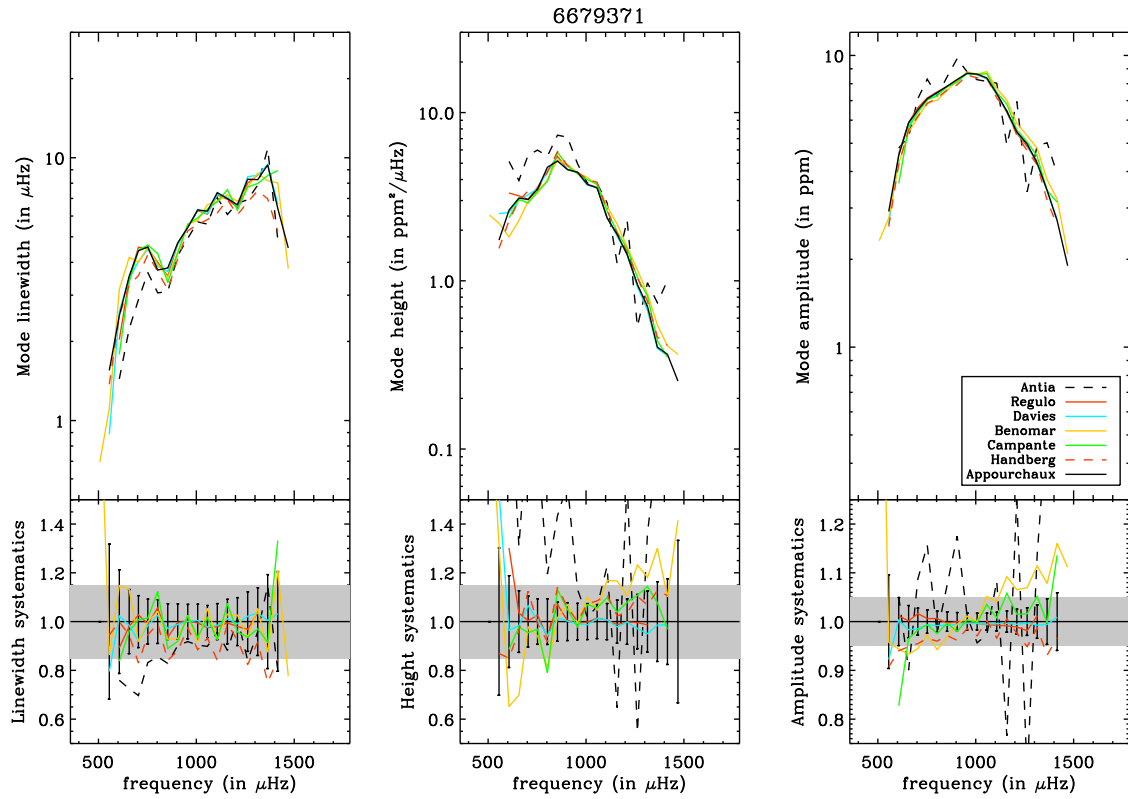 6679371
Mode linewidth (in μHz)
10
1
Mode height (in ppm²/μHz)
10.0
1.0
0.1
Mode amplitude (in ppm)
10
1
Antia
Regulo
Davies
Benomar
Campante
Handberg
Appourchaux
Linewidth systematics
1.4
1.2
1.0
0.8
0.6
500 1000 1500
frequency (in μHz)
Height systematics
1.4
1.2
1.0
0.8
0.6
500 1000 1500
frequency (in μHz)
Amplitude systematics
1.2
1.1
1.0
0.9
0.8
500 1000 1500
frequency (in μHz)